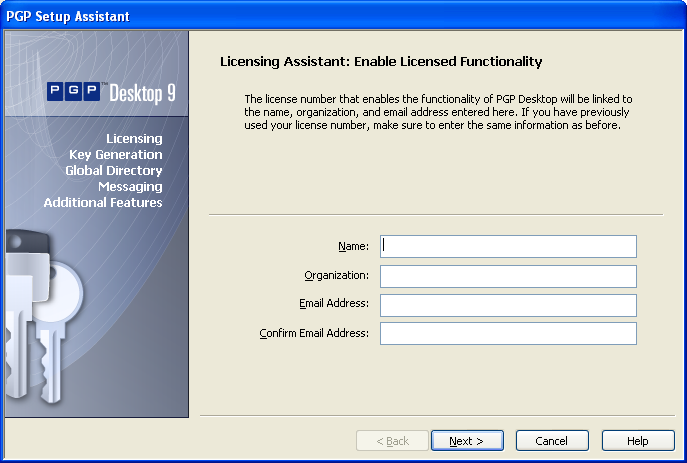 PGP Setup Assistant
PGP™ Desktop 9
Licensing
Key Generation
Global Directory
Messaging
Additional Features
Licensing Assistant: Enable Licensed Functionality
The license number that enables the functionality of PGP Desktop will be linked to
the name, organization, and email address entered here. If you have previously
used your license number, make sure to enter the same information as before.
Name:
Organization:
Email Address:
Confirm Email Address:
< Back
Next >
Cancel
Help